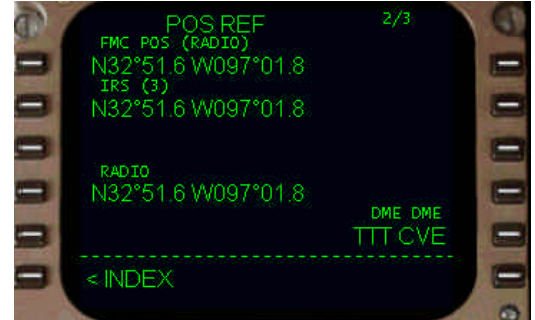 POS REF 2/3
FMC POS (RADIO)
N32°51.6 W097°01.8
IRS (3)
N32°51.6 W097°01.8
RADIO
N32°51.6 W097°01.8
DME DME
TTT CVE
< INDEX